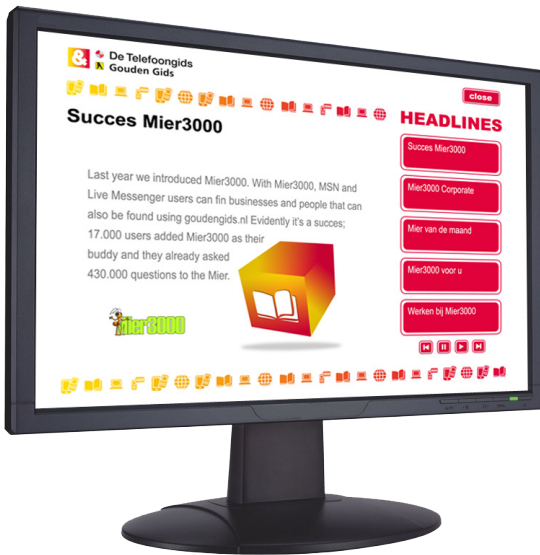 De Telefoongids
Gouden Gids
close
Succes Mier3000
HEADLINES
Last year we introduced Mier3000. With Mier3000, MSN and
Live Messenger users can fin businesses and people that can
also be found using goudengids.nl Evidently it's a succes;
17.000 users added Mier3000 as their
buddy and they already asked
430.000 questions to the Mier.
Mier3000
Succes Mier3000
Mier3000 Corporate
Mier van de maand
Mier3000 voor u
Werken bij Mier3000